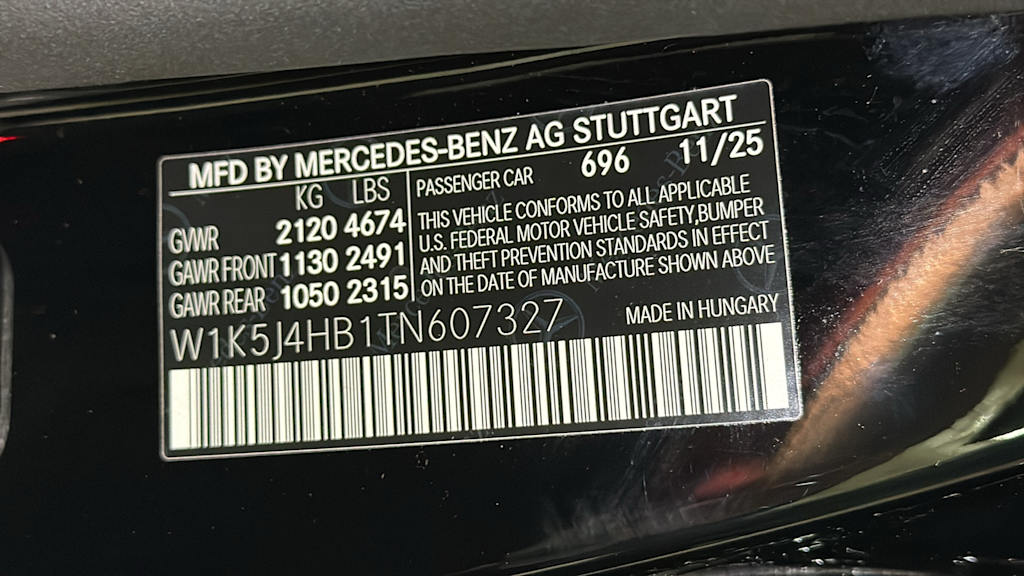 MFD BY MERCEDES-BENZ AG STUTTGART
KG LBS
GVWR 2120 4674
GAWR FRONT 1130 2491
GAWR REAR 1050 2315
PASSENGER CAR 696 11/25
THIS VEHICLE CONFORMS TO ALL APPLICABLE
U.S. FEDERAL MOTOR VEHICLE SAFETY,BUMPER
AND THEFT PREVENTION STANDARDS IN EFFECT
ON THE DATE OF MANUFACTURE SHOWN ABOVE
W1K5J4HB1TN607327
MADE IN HUNGARY